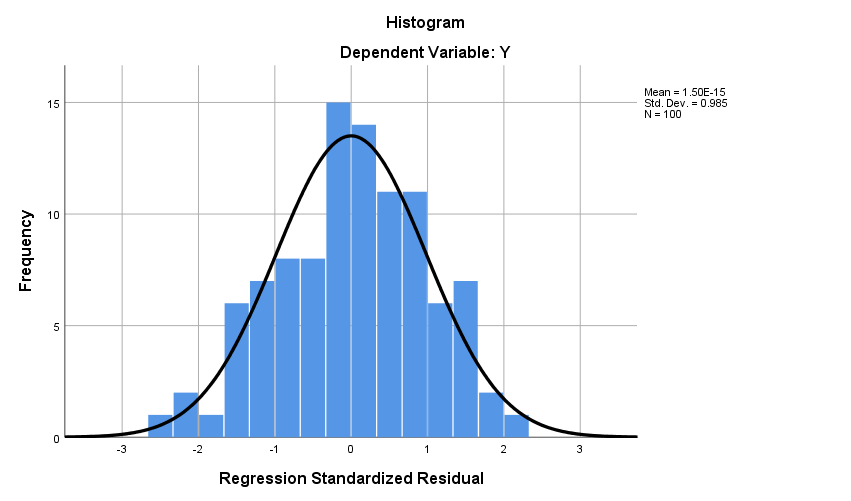 Histogram
Dependent Variable: Y
Mean = 1.50E-15
Std. Dev. = 0.985
N = 100
Frequency
15
10
5
0
-3 -2 -1 0 1 2 3
Regression Standardized Residual